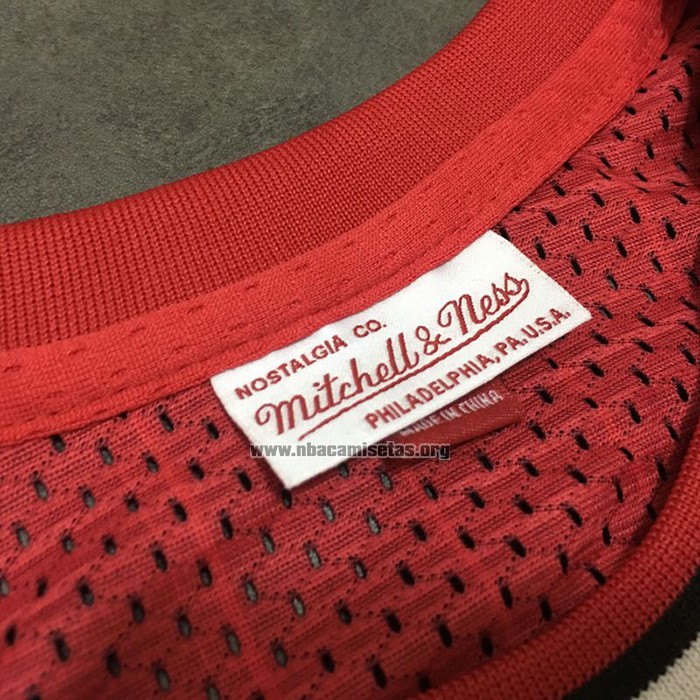 NOSTALGIA CO.
Mitchell & Ness
PHILADELPHIA, PA. U.S.A.
MADE IN CHINA
www.nbacamisetas.org